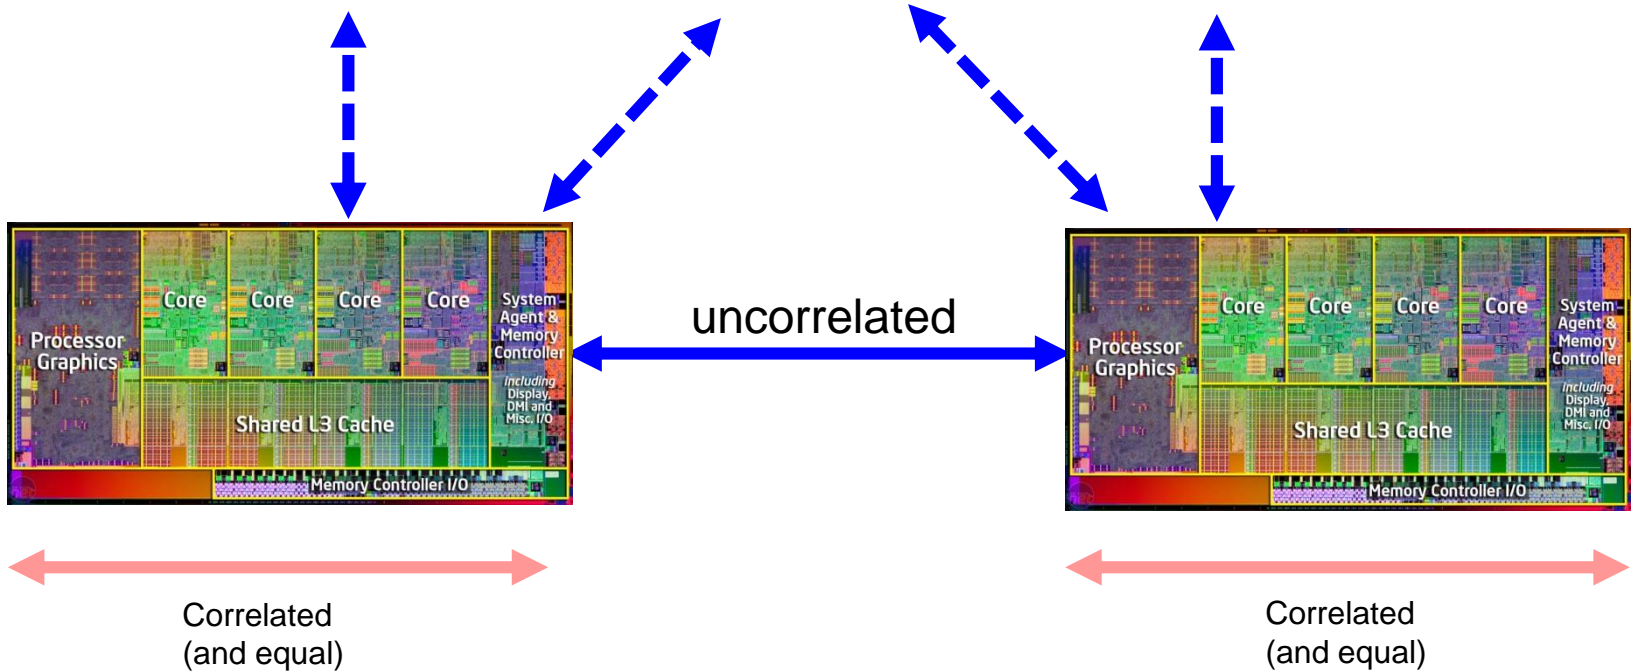 Processor
Graphics
Core
Core
Core
Core
System
Agent &
Memory
Controller
Including
Display,
DMI and
Misc. I/O
Shared L3 Cache
Memory Controller I/O
uncorrelated
Processor
Graphics
Core
Core
Core
Core
System
Agent &
Memory
Controller
Including
Display,
DMI and
Misc. I/O
Shared L3 Cache
Memory Controller I/O
Correlated
(and equal)
Correlated
(and equal)